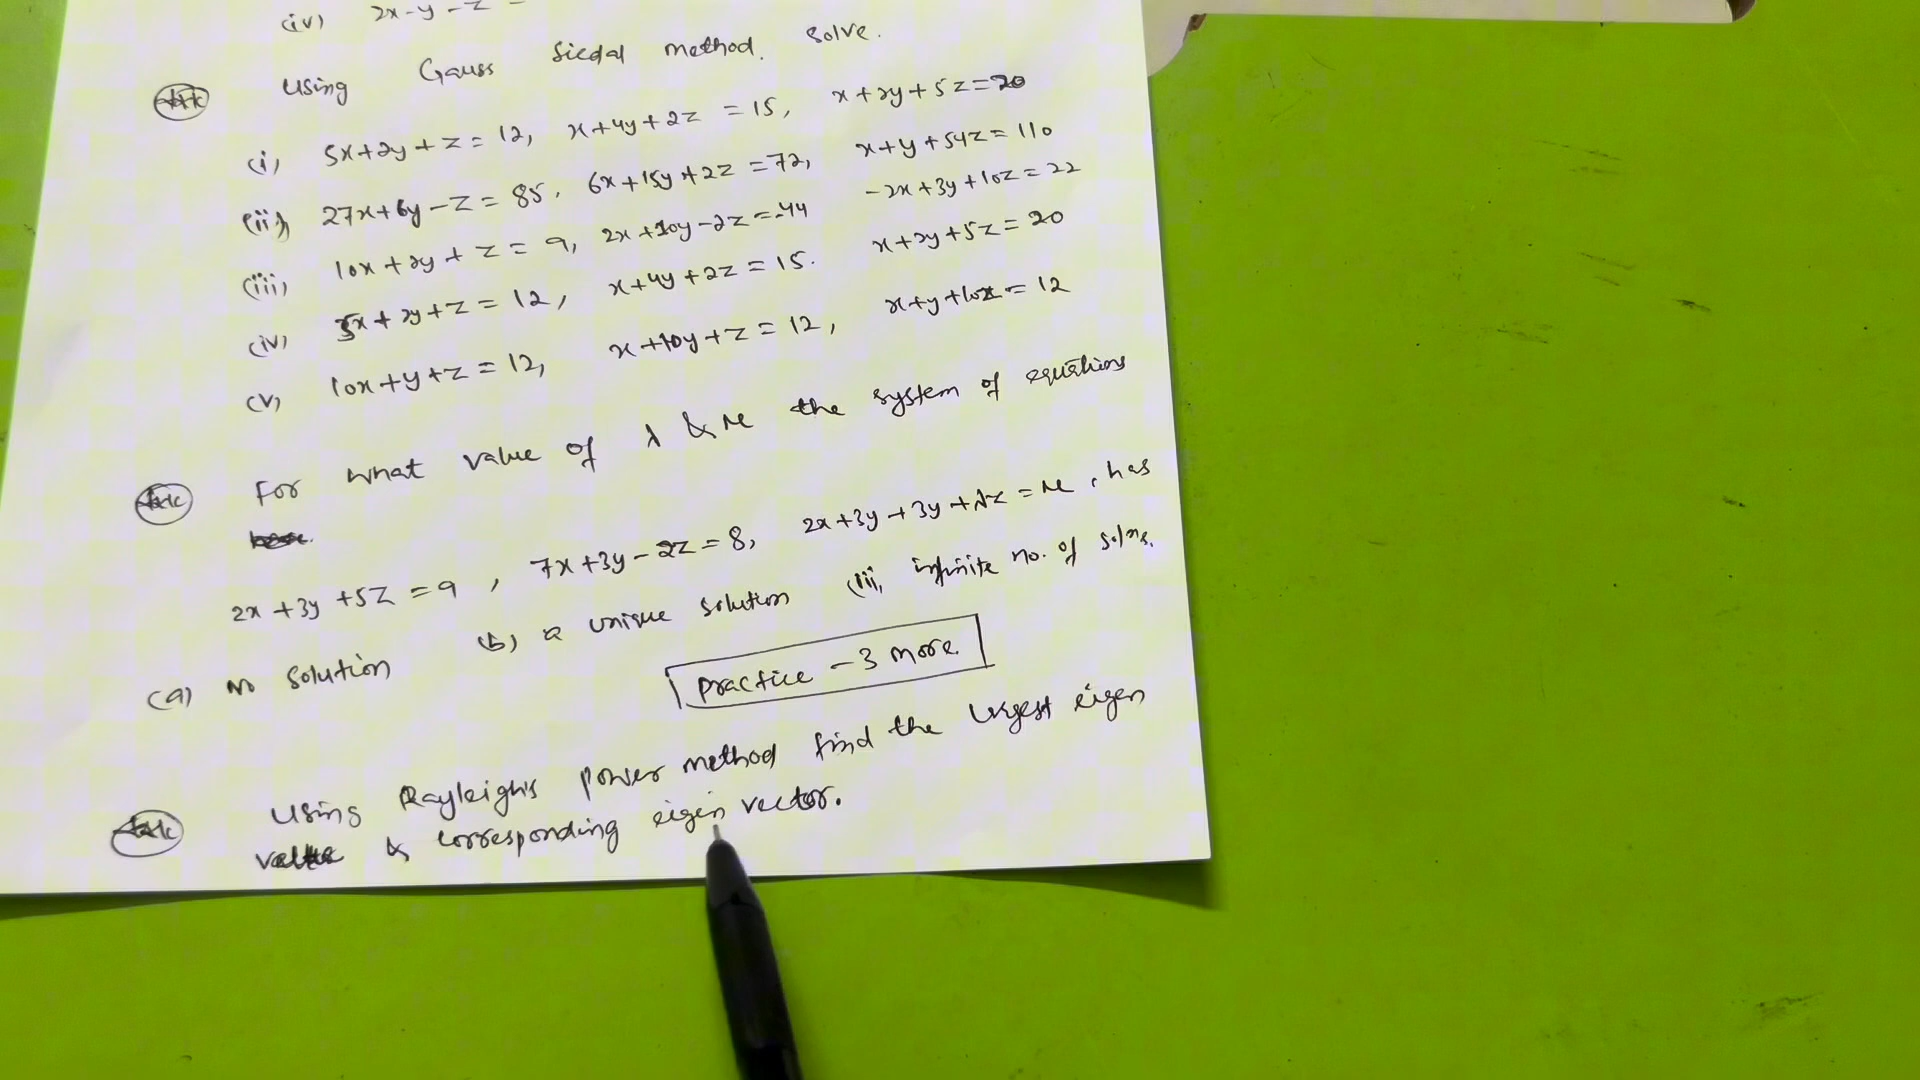 (iv) 2x-y-z =
Using Gauss Siedal method. solve.
(i) 5x+2y+z = 12, x+4y+2z = 15, x+2y+5z=20
(ii) 27x+6y-z = 85, 6x+15y+2z =72, x+y+54z = 110
(iii) 10x+2y+z = 9, 2x+20y-2z =-44 -2x+3y+10z = 22
(iv) 5x+2y+z = 12, x+4y+2z = 15. x+2y+5z = 20
(v) 10x+y+z = 12, x+10y+z = 12, x+y+10z = 12
For what value of λ & μ the system of equations
2x+3y+5z = 9, 7x+3y-2z = 8, 2x+3y+3y+λz = μ, has
(a) no solution (b) a unique solution (iii, infinite no. of solns.
practice - 3 more.
Using Rayleigh's power method find the largest eigen
value & corresponding eigen vector.